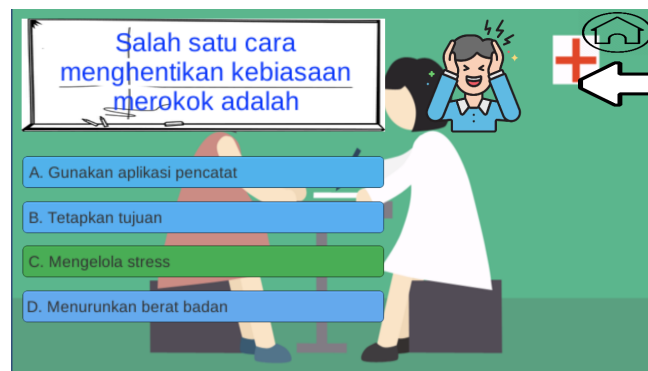 Salah satu cara
menghentikan kebiasaan
merokok adalah
A. Gunakan aplikasi pencatat
B. Tetapkan tujuan
C. Mengelola stress
D. Menurunkan berat badan